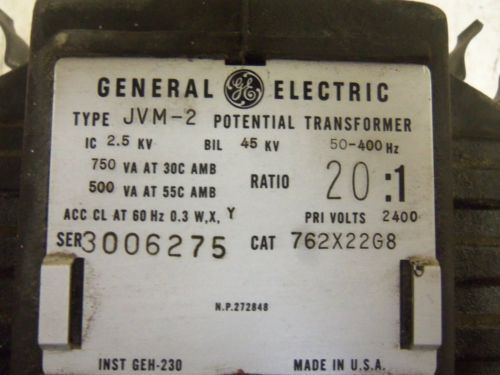 GENERAL GE ELECTRIC
TYPE JVM-2 POTENTIAL TRANSFORMER
IC 2.5 KV BIL 45 KV 50-400 Hz
750 VA AT 30C AMB
500 VA AT 55C AMB
RATIO 20:1
ACC CL AT 60 Hz 0.3 W,X, Y PRI VOLTS 2400
SER 3006275 CAT 762X22G8
N.P.272848
INST GEH-230 MADE IN U.S.A.